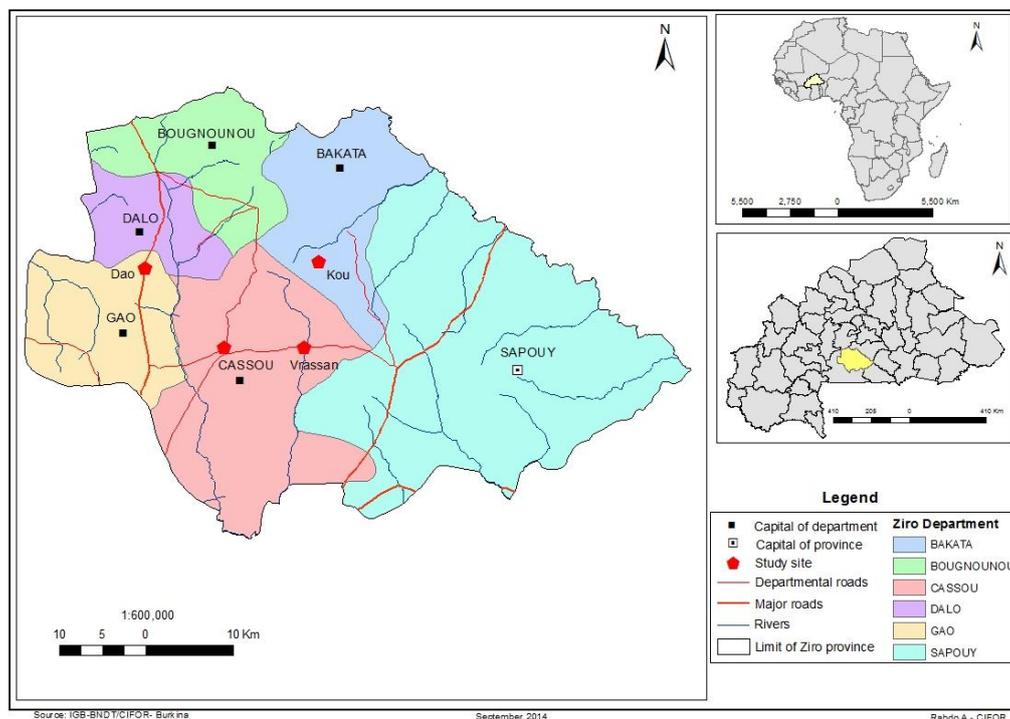 N
BOUGNOUNOU
BAKATA
DALO
Dao
Kou
GAO
SAPOUY
CASSOU
Vrassan
1:600,000
10 5 0 10 Km
N
5,500 2,750 0 5,500 Km
N
410 205 0 410 Km
Legend
Capital of department
Capital of province
Study site
Departmental roads
Major roads
Rivers
Limit of Ziro province
Ziro Department
BAKATA
BOUGNOUNOU
CASSOU
DALO
GAO
SAPOUY
Source: IGB-BNDT/CIFOR- Burkina
September 2014
Rabdo A - CIFOR